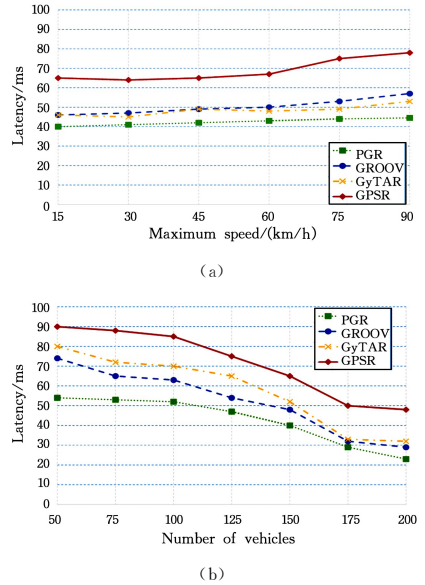 100
90
80
70
60
50
40
30
20
10
0
Latency/ms
PGR
GROOV
GyTAR
GPSR
15 30 45 60 75 90
Maximum speed/(km/h)
(a)
100
90
80
70
60
50
40
30
20
10
0
Latency/ms
PGR
GROOV
GyTAR
GPSR
50 75 100 125 150 175 200
Number of vehicles
(b)